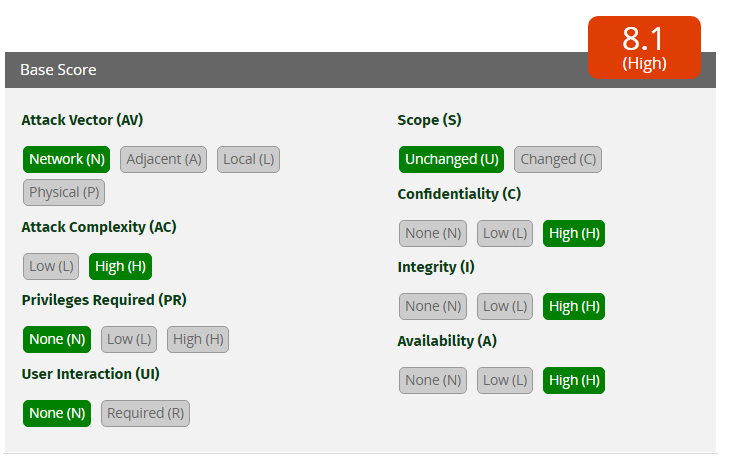 8.1
(High)
Base Score
Attack Vector (AV)
Network (N) Adjacent (A) Local (L)
Physical (P)
Attack Complexity (AC)
Low (L) High (H)
Privileges Required (PR)
None (N) Low (L) High (H)
User Interaction (UI)
None (N) Required (R)
Scope (S)
Unchanged (U) Changed (C)
Confidentiality (C)
None (N) Low (L) High (H)
Integrity (I)
None (N) Low (L) High (H)
Availability (A)
None (N) Low (L) High (H)